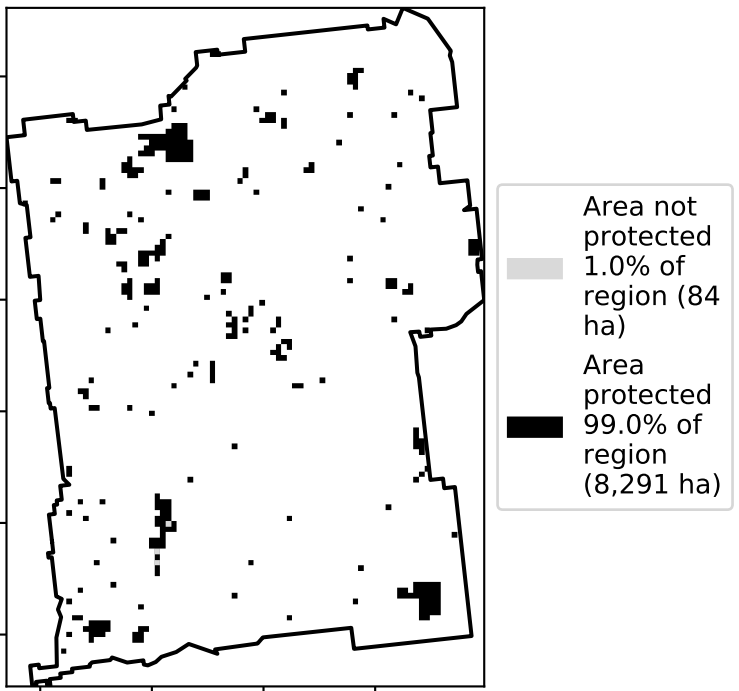 Area not
protected
1.0% of
region (84
ha)
Area
protected
99.0% of
region
(8,291 ha)